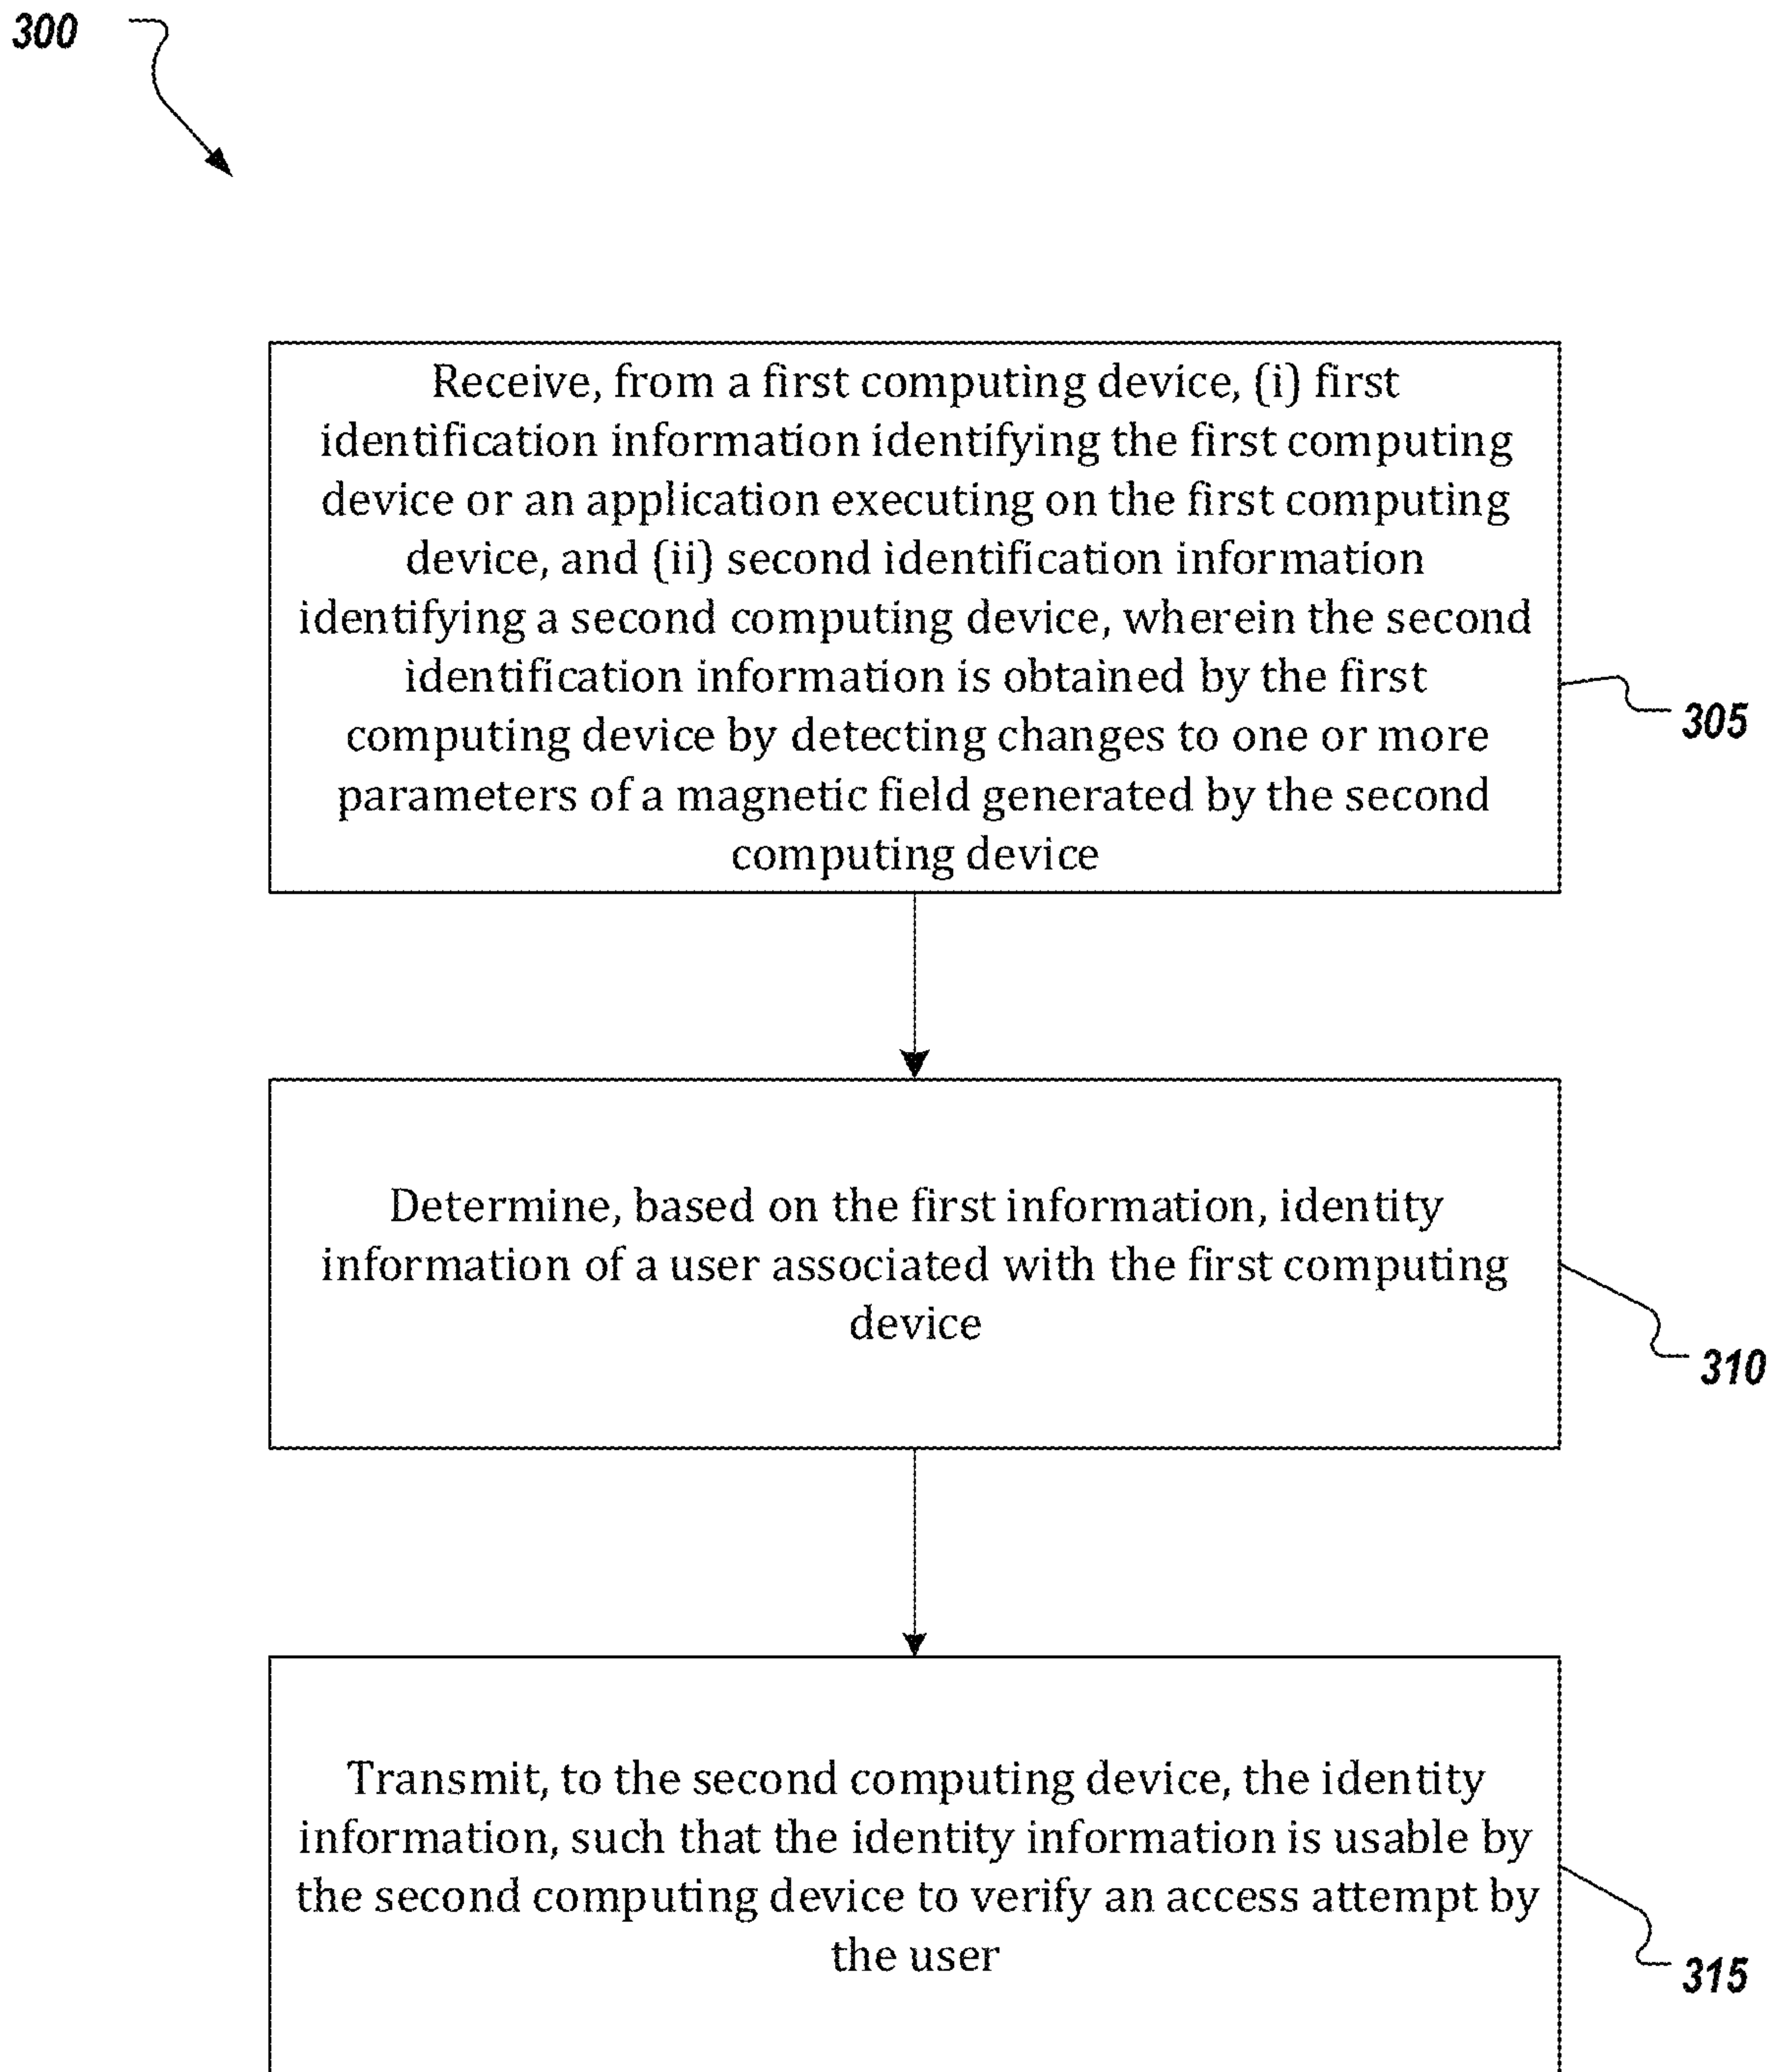 300
Receive, from a first computing device, (i) first
identification information identifying the first computing
device or an application executing on the first computing
device, and (ii) second identification information
identifying a second computing device, wherein the second
identification information is obtained by the first
computing device by detecting changes to one or more
parameters of a magnetic field generated by the second
computing device
305
Determine, based on the first information, identity
information of a user associated with the first computing
device
310
Transmit, to the second computing device, the identity
information, such that the identity information is usable by
the second computing device to verify an access attempt by
the user
315